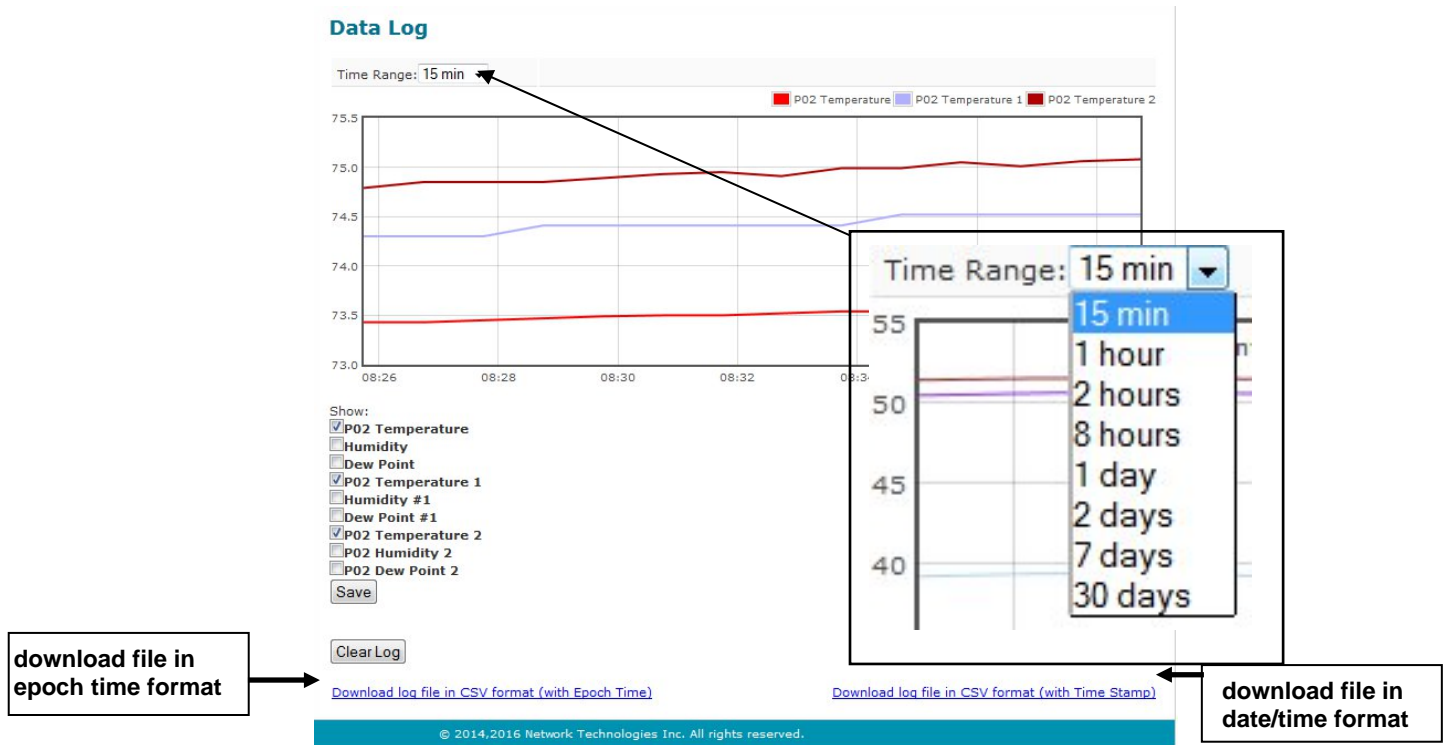 Data Log
Time Range: 15 min
P02 Temperature P02 Temperature 1 P02 Temperature 2
75.5
75.0
74.5
74.0
73.5
73.0
08:26 08:28 08:30 08:32
Time Range: 15 min
15 min
1 hour
2 hours
8 hours
1 day
2 days
7 days
30 days
55
50
45
40
Show:
P02 Temperature
Humidity
Dew Point
P02 Temperature 1
Humidity #1
Dew Point #1
P02 Temperature 2
P02 Humidity 2
P02 Dew Point 2
Save
Clear Log
download file in
epoch time format
Download log file in CSV format (with Epoch Time)
Download log file in CSV format (with Time Stamp)
download file in
date/time format
© 2014,2016 Network Technologies Inc. All rights reserved.